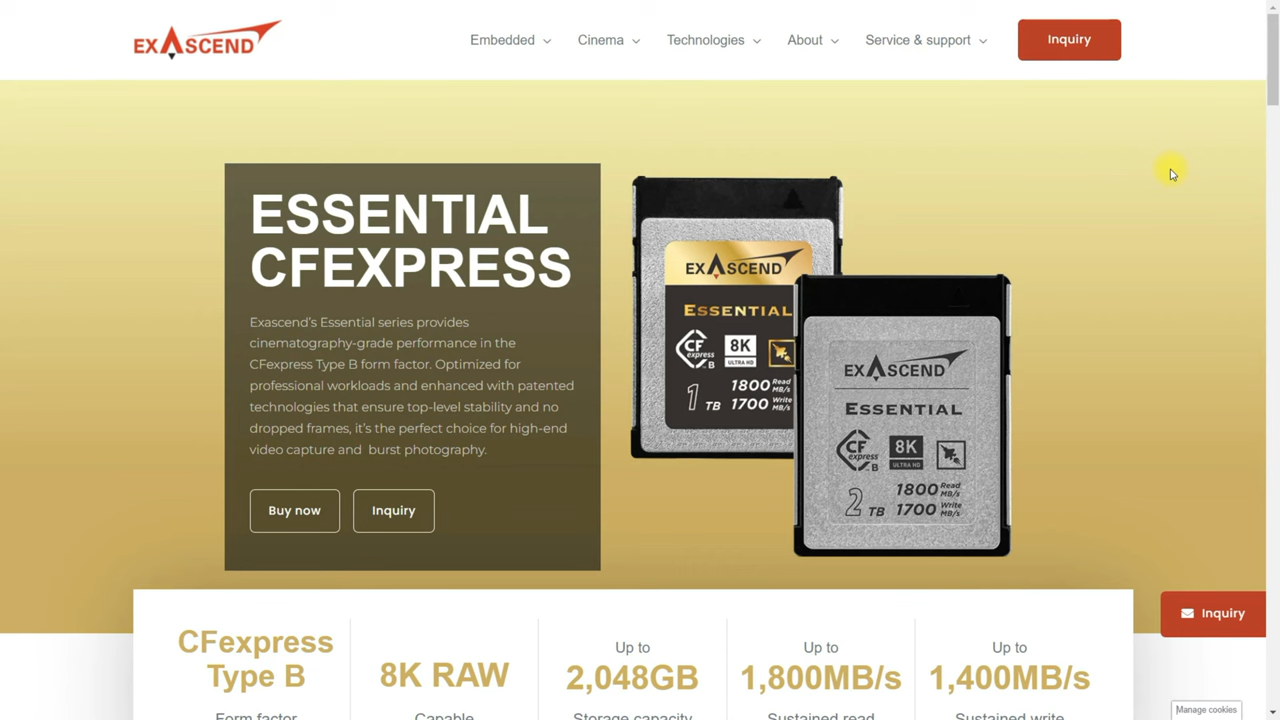 EXASCEND
Embedded
Cinema
Technologies
About
Service & support
Inquiry
ESSENTIAL
CFEXPRESS
Exascend's Essential series provides
cinematography-grade performance in the
CFexpress Type B form factor. Optimized for
professional workloads and enhanced with patented
technologies that ensure top-level stability and no
dropped frames, it's the perfect choice for high-end
video capture and burst photography.
Buy now
Inquiry
EXASCEND
ESSENTIAL
CF
express
B
8K
ULTRA HD
1 TB
1800 Read MB/s
1700 Write MB/s
EXASCEND
ESSENTIAL
CF
express
B
8K
ULTRA HD
2 TB
1800 Read MB/s
1700 Write MB/s
Inquiry
CFexpress
Type B
Form factor
8K RAW
Capable
Up to
2,048GB
Storage capacity
Up to
1,800MB/s
Sustained read
Up to
1,400MB/s
Sustained write
Manage cookies